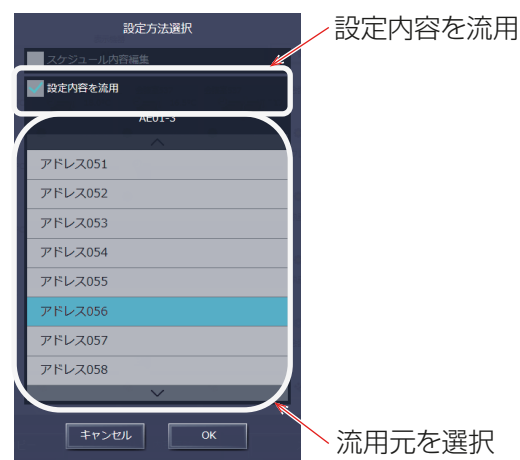 設定方法選択
設定内容を流用
スケジュール内容編集
設定内容を流用
AE01-3
アドレス051
アドレス052
アドレス053
アドレス054
アドレス055
アドレス056
アドレス057
アドレス058
キャンセル
OK
流用元を選択